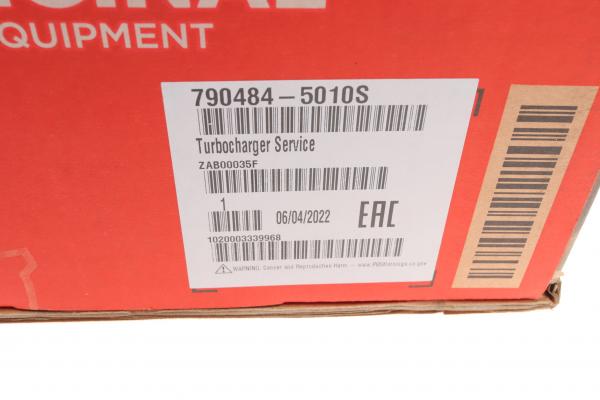 EQUIPMENT
790484-5010S
Turbocharger Service
ZAB00035F
1
06/04/2022 EAC
1020003339968
WARNING: Cancer and Reproductive Harm - www.P65Warnings.ca.gov